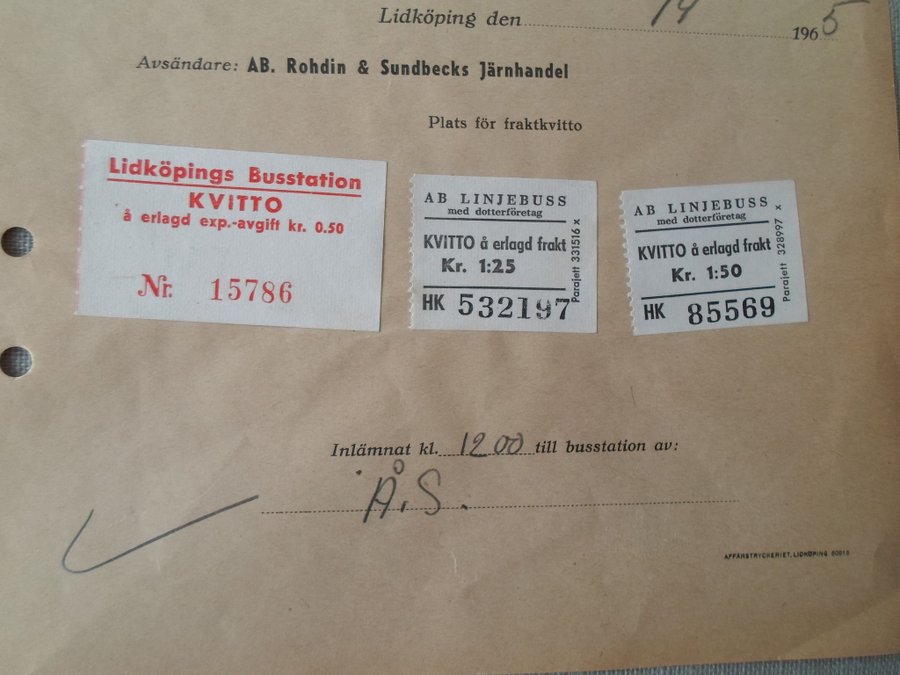 Lidköping den 14 1965
Avsändare: AB. Rohdin & Sundbecks Järnhandel
Plats för fraktkvitto
Lidköpings Busstation
KVITTO
å erlagd exp.-avgift kr. 0.50
Nr. 15786
AB LINJEBUSS
med dotterföretag
KVITTO å erlagd frakt
Kr. 1:25
HK 532197
Parajett 331516 x
AB LINJEBUSS
med dotterföretag
KVITTO å erlagd frakt
Kr. 1:50
HK 85569
Parajett 328997 x
Inlämnat kl. 12 00 till busstation av:
Å.S.
AFFÄRSTRYCKERIET, LIDKÖPING